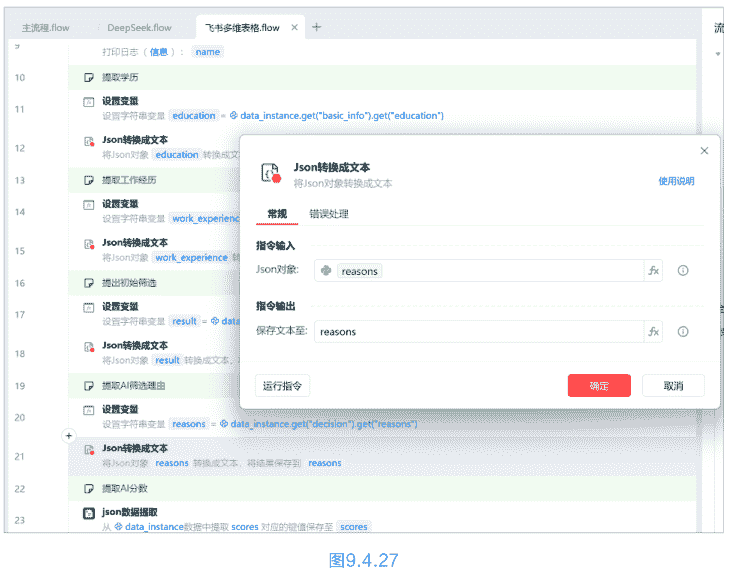 主流程.flow
DeepSeek.flow
飞书多维表格.flow
流
9
打印日志（ 信息 ）： name
10
提取学历
11
设置变量
设置字符串变量 education = data_instance.get("basic_info").get("education")
12
Json转换成文本
将Json对象 education 转换成文
13
提取工作经历
14
设置变量
设置字符串变量 work_experienc
15
Json转换成文本
将Json对象 work_experience 转
16
提出初始筛选
17
设置变量
设置字符串变量 result = data
18
Json转换成文本
将Json对象 result 转换成文本，
19
提取AI筛选理由
20
设置变量
设置字符串变量 reasons = data_instance.get("decision").get("reasons")
21
Json转换成文本
将Json对象 reasons 转换成文本，将结果保存到 reasons
22
提取AI分数
23
json数据提取
从 data_instance数据中提取 scores 对应的键值保存至 scores
Json转换成文本
将Json对象转换成文本
使用说明
常规
错误处理
指令输入
Json对象:
reasons
fx
指令输出
保存文本至:
reasons
fx
运行指令
确定
取消
图9.4.27